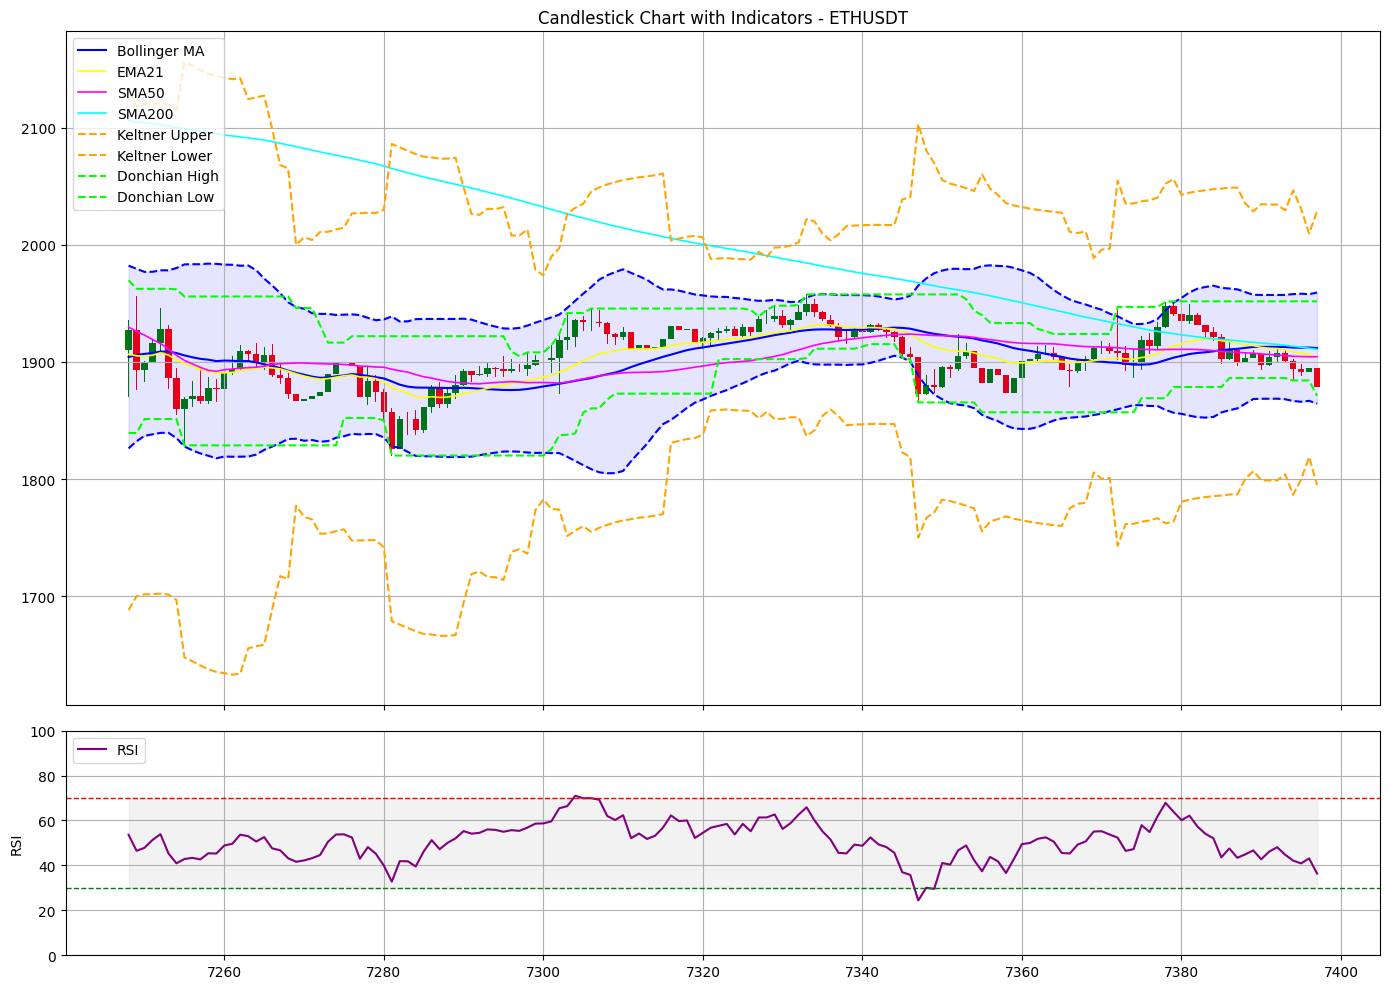 Candlestick Chart with Indicators - ETHUSDT
Bollinger MA
EMA21
SMA50
SMA200
Keltner Upper
Keltner Lower
Donchian High
Donchian Low
2100
2000
1900
1800
1700
RSI
100
80
60
40
20
0
RSI
7260 7280 7300 7320 7340 7360 7380 7400